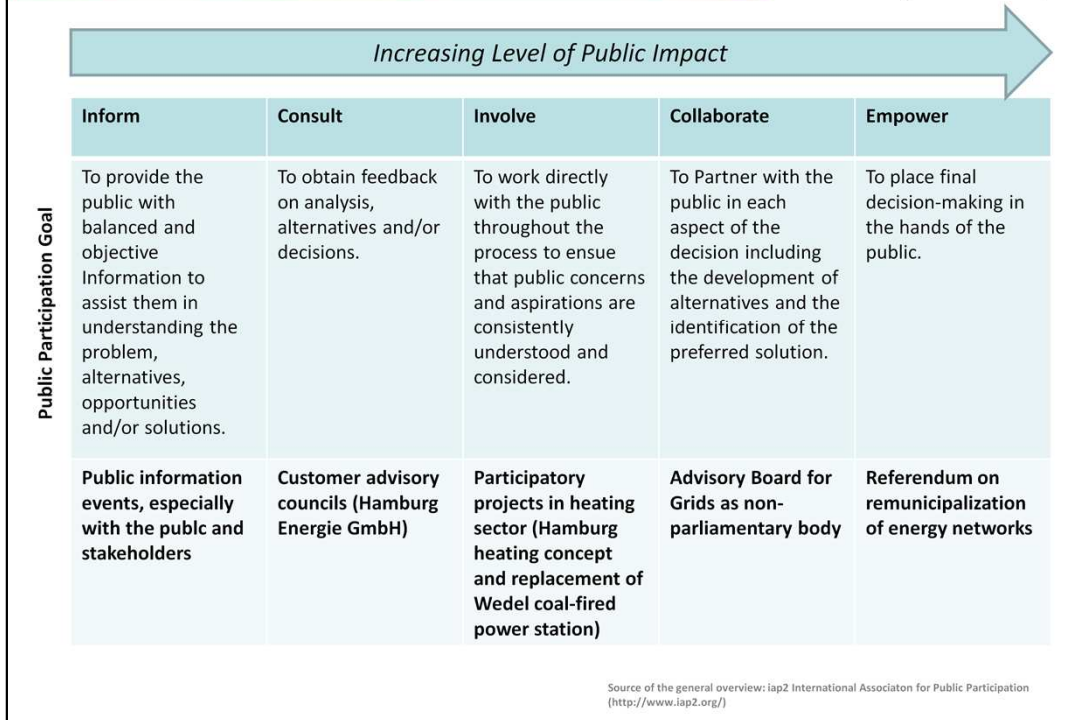 Increasing Level of Public Impact
Public Participation Goal
Inform
Consult
Involve
Collaborate
Empower
To provide the
public with
balanced and
objective
Information to
assist them in
understanding the
problem,
alternatives,
opportunities
and/or solutions.
To obtain feedback
on analysis,
alternatives and/or
decisions.
To work directly
with the public
throughout the
process to ensue
that public concerns
and aspirations are
consistently
understood and
considered.
To Partner with the
public in each
aspect of the
decision including
the development of
alternatives and the
identification of the
preferred solution.
To place final
decision-making in
the hands of the
public.
Public information
events, especially
with the publc and
stakeholders
Customer advisory
councils (Hamburg
Energie GmbH)
Participatory
projects in heating
sector (Hamburg
heating concept
and replacement of
Wedel coal-fired
power station)
Advisory Board for
Grids as non-
parliamentary body
Referendum on
remunicipalization
of energy networks
Source of the general overview: iap2 International Associaton for Public Participation
(http://www.iap2.org/)